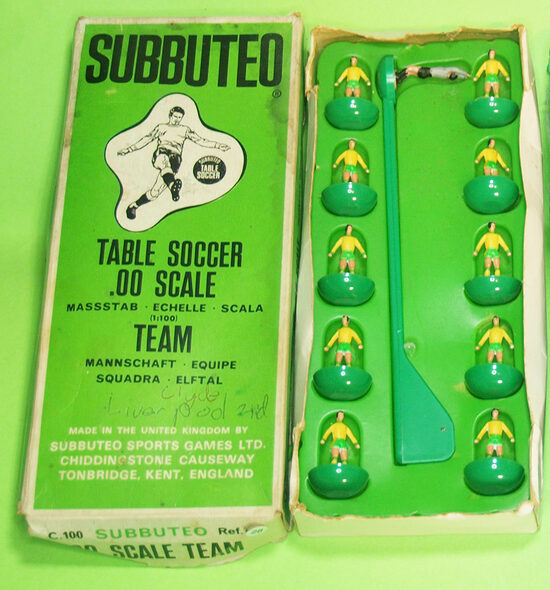 SUBBUTEO
®
SUBBUTEO
TABLE
SOCCER
TABLE SOCCER
.00 SCALE
MASSSTAB · ECHELLE · SCALA
(1:100)
TEAM
MANNSCHAFT · EQUIPE
SQUADRA · ELFTAL
Clyde
Liverpool 2nd
MADE IN THE UNITED KINGDOM BY
SUBBUTEO SPORTS GAMES LTD.
CHIDDINGSTONE CAUSEWAY
TONBRIDGE, KENT, ENGLAND
C.100 SUBBUTEO Ref.
SCALE TEAM